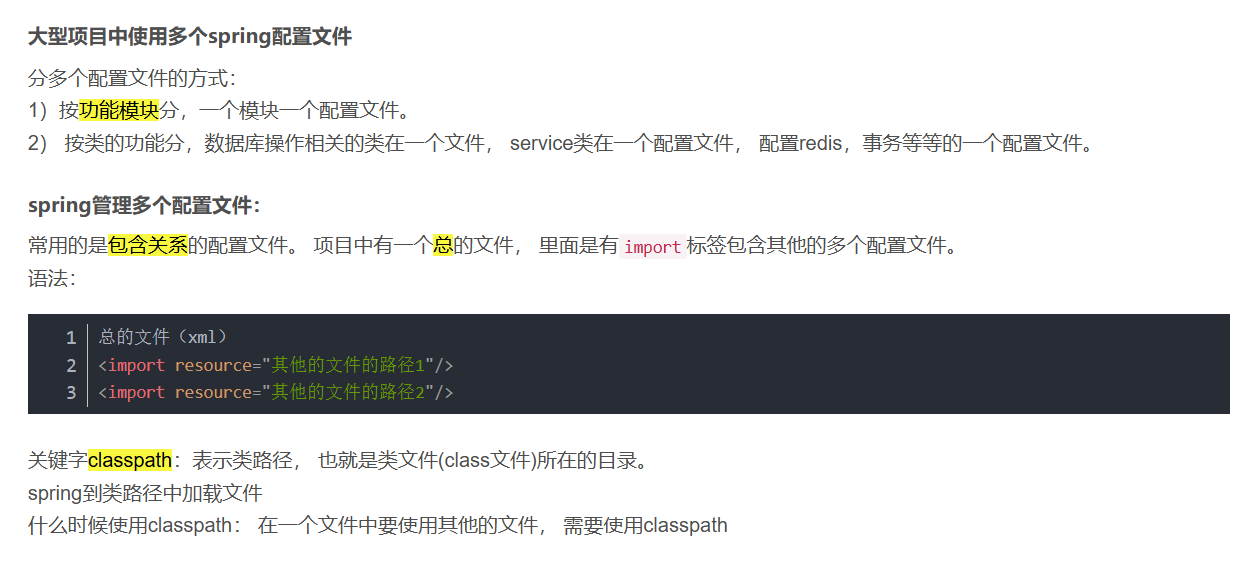 大型项目中使用多个spring配置文件
分多个配置文件的方式：
1）按功能模块分，一个模块一个配置文件。
2） 按类的功能分，数据库操作相关的类在一个文件， service类在一个配置文件， 配置redis，事务等等的一个配置文件。
spring管理多个配置文件：
常用的是包含关系的配置文件。 项目中有一个总的文件， 里面是有import标签包含其他的多个配置文件。
语法：
1 总的文件（xml）
2 <import resource="其他的文件的路径1"/>
3 <import resource="其他的文件的路径2"/>
关键字classpath：表示类路径， 也就是类文件(class文件)所在的目录。
spring到类路径中加载文件
什么时候使用classpath： 在一个文件中要使用其他的文件， 需要使用classpath